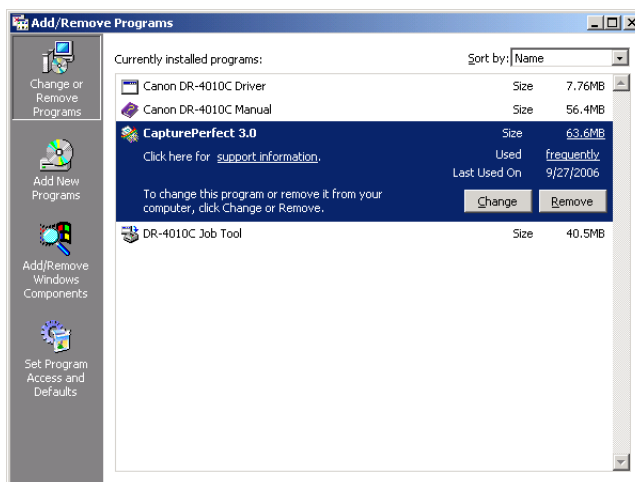 Add/Remove Programs
Change or
Remove
Programs
Add New
Programs
Add/Remove
Windows
Components
Set Program
Access and
Defaults
Currently installed programs:
Sort by: Name
Canon DR-4010C Driver Size 7.76MB
Canon DR-4010C Manual Size 56.4MB
CapturePerfect 3.0 Size 63.6MB
Click here for support information. Used frequently
Last Used On 9/27/2006
To change this program or remove it from your
computer, click Change or Remove.
Change Remove
DR-4010C Job Tool Size 40.5MB